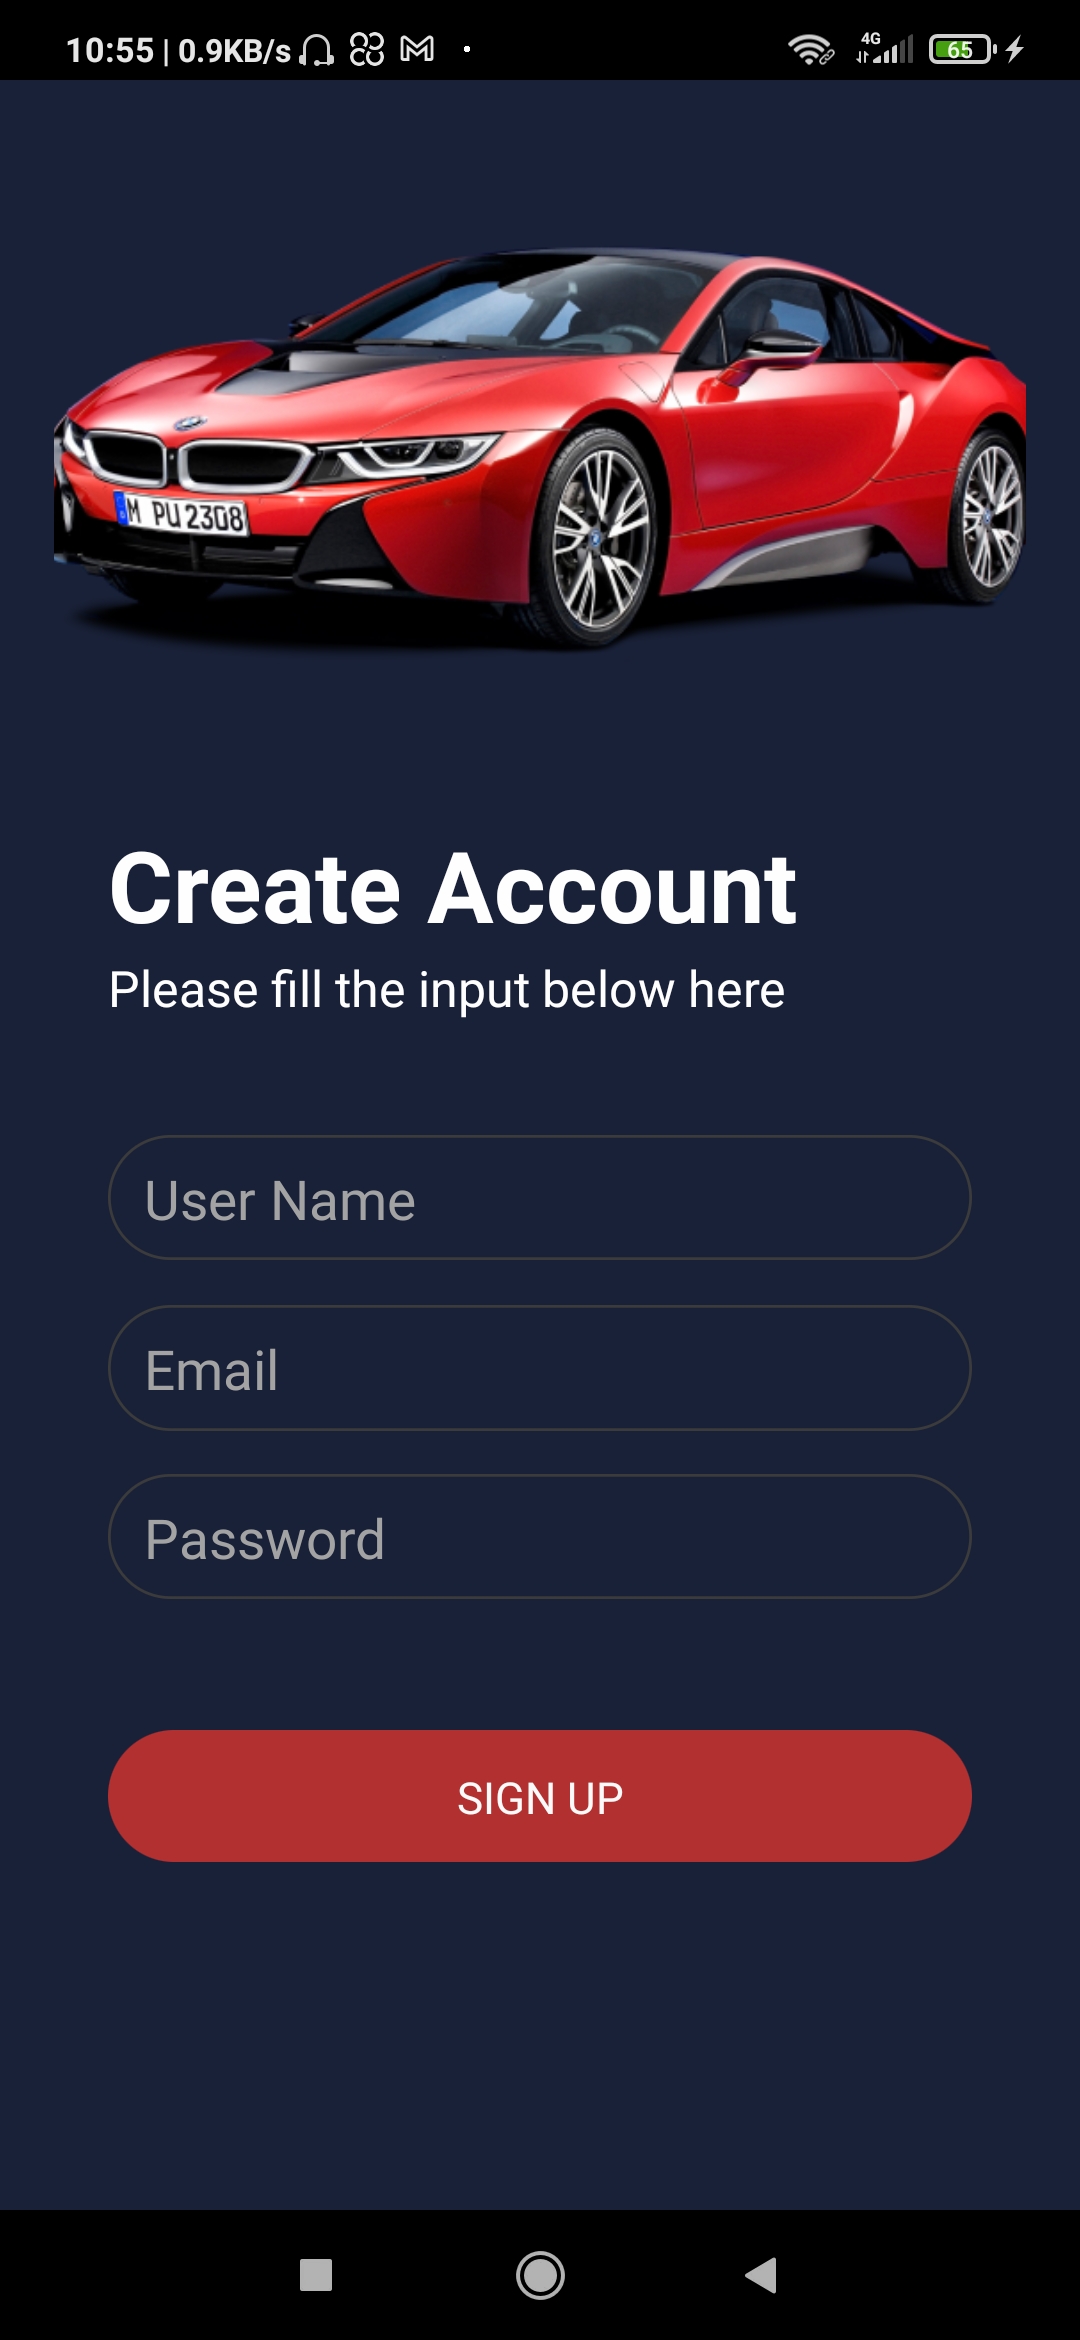 10:55 | 0.9KB/s
4G
65
M PU 2308
Create Account
Please fill the input below here
User Name
Email
Password
SIGN UP